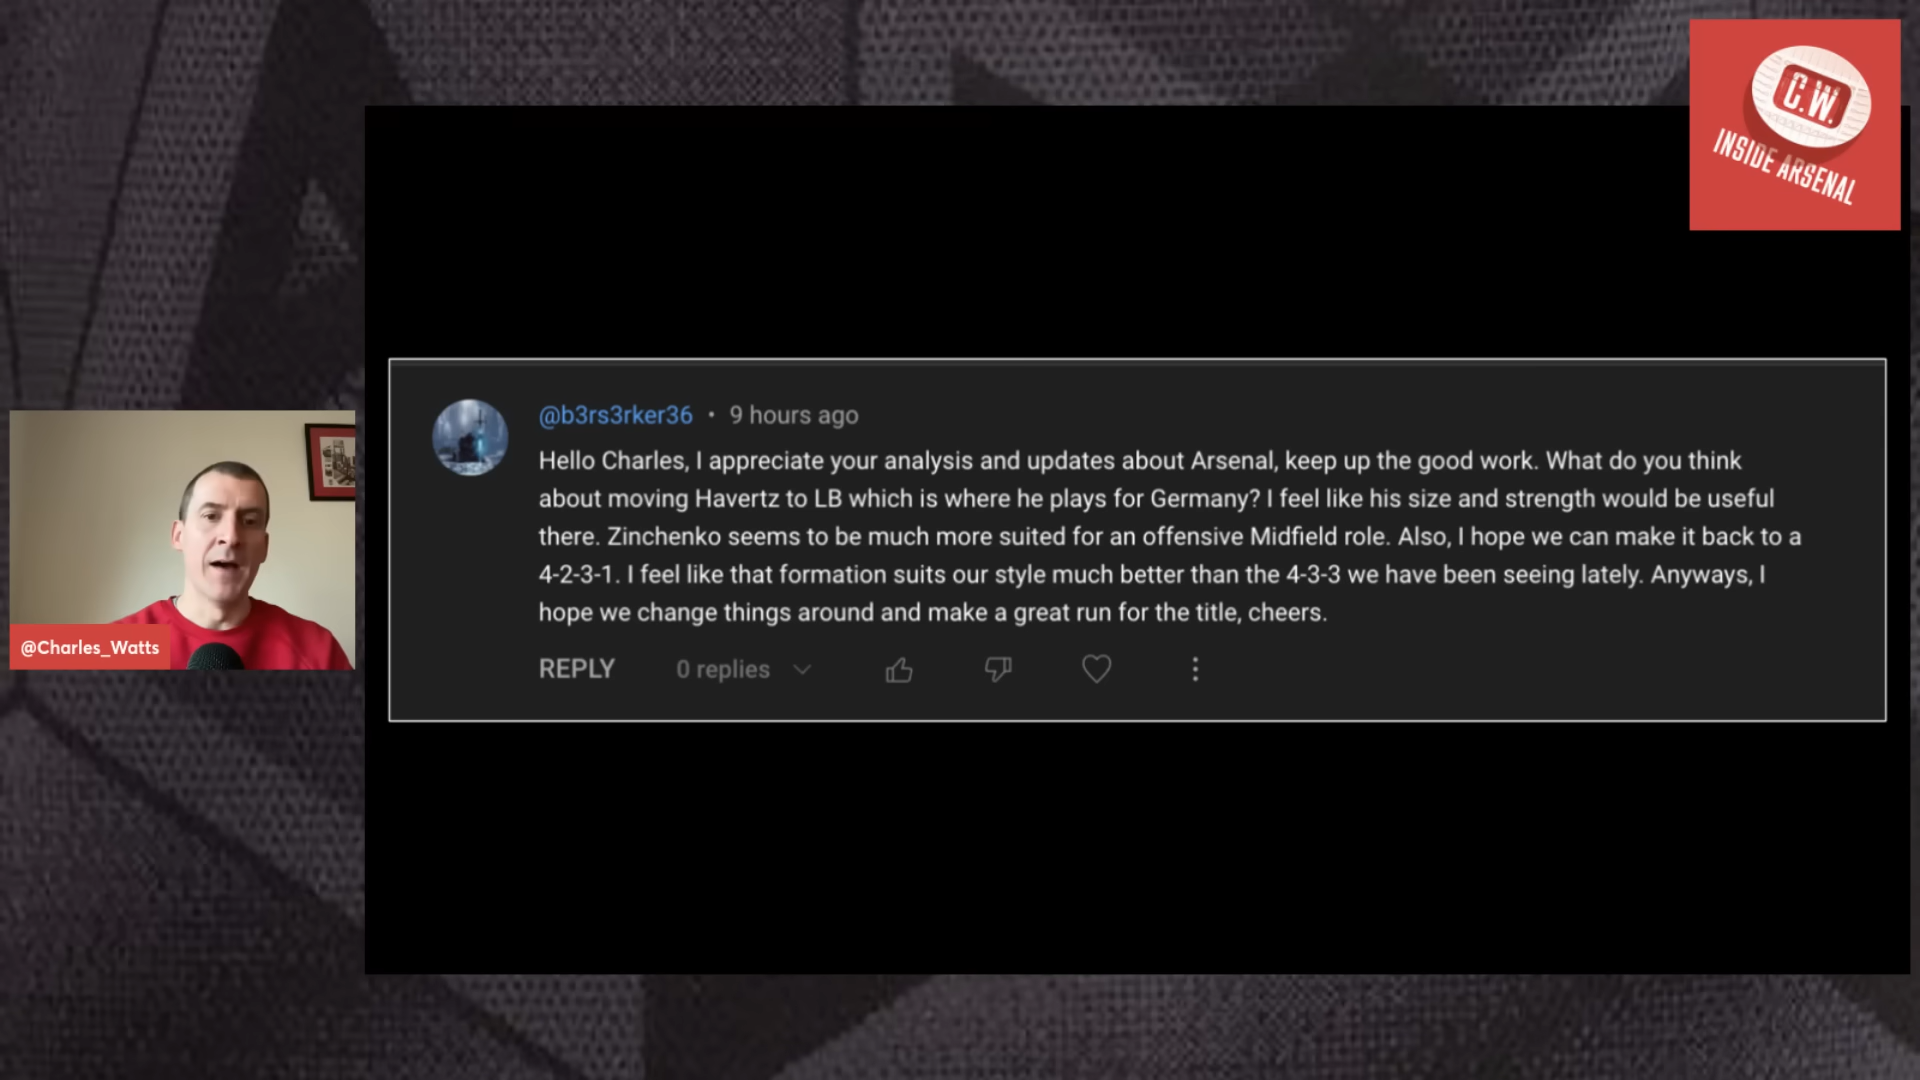 C.W.
INSIDE ARSENAL
@b3rs3rker36 • 9 hours ago
Hello Charles, I appreciate your analysis and updates about Arsenal, keep up the good work. What do you think
about moving Havertz to LB which is where he plays for Germany? I feel like his size and strength would be useful
there. Zinchenko seems to be much more suited for an offensive Midfield role. Also, I hope we can make it back to a
4-2-3-1. I feel like that formation suits our style much better than the 4-3-3 we have been seeing lately. Anyways, I
hope we change things around and make a great run for the title, cheers.
REPLY 0 replies
@Charles_Watts